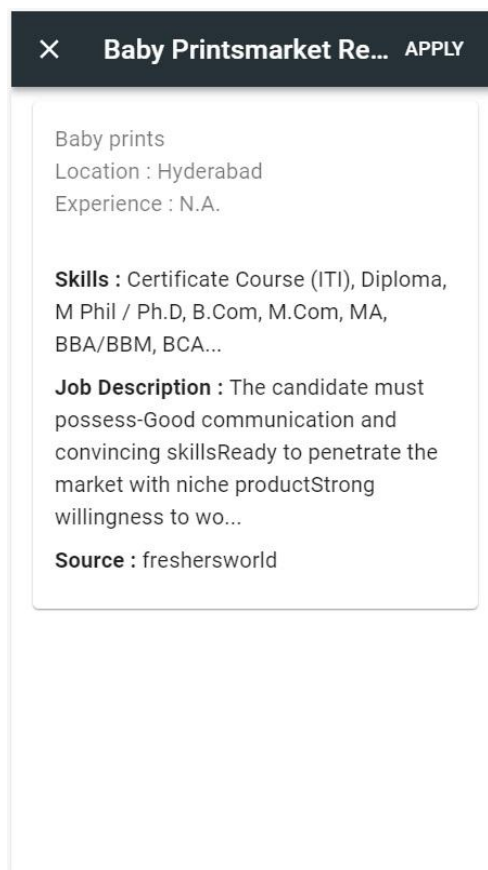 Baby Printsmarket Re... APPLY
Baby prints
Location : Hyderabad
Experience : N.A.
Skills : Certificate Course (ITI), Diploma,
M Phil / Ph.D, B.Com, M.Com, MA,
BBA/BBM, BCA...
Job Description : The candidate must
possess-Good communication and
convincing skillsReady to penetrate the
market with niche productStrong
willingness to wo...
Source : freshersworld